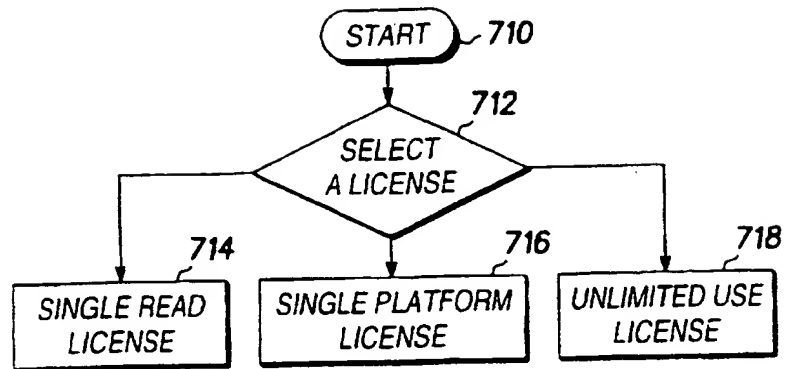 START
710
712
SELECT
A LICENSE
714
716
718
SINGLE READ
LICENSE
SINGLE PLATFORM
LICENSE
UNLIMITED USE
LICENSE